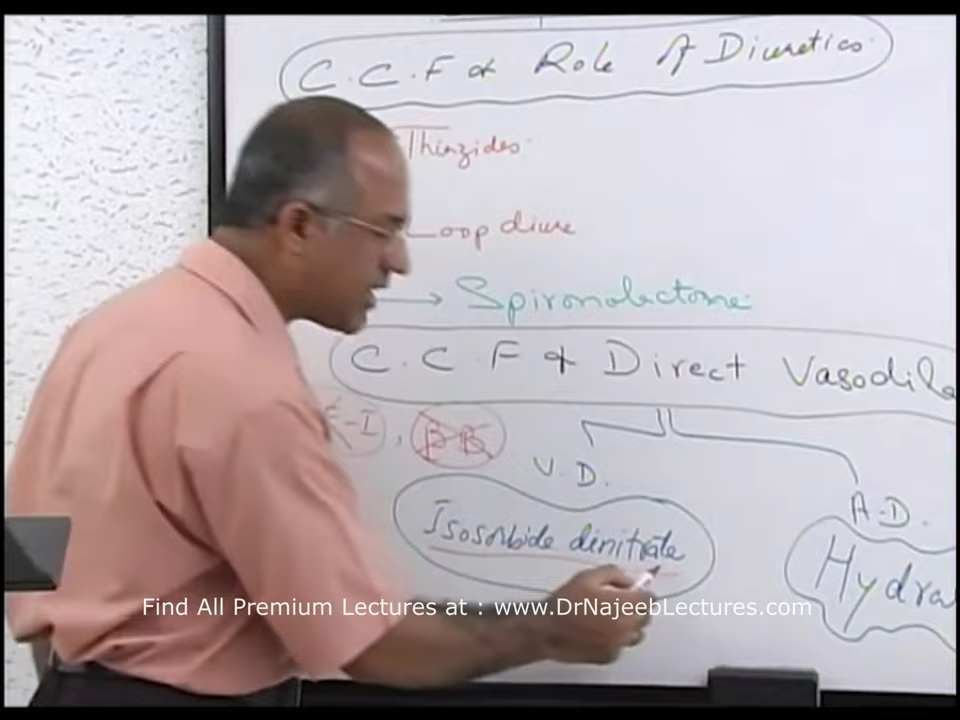 C.C.F & Role of Diuretics
Thiazides
Loop diure
→ Spironolactone
C.C.F & Direct Vasodila
-I, BB
V.D.
A.D.
Isosorbide dinitrate
Hydra
Find All Premium Lectures at : www.DrNajeebLectures.com